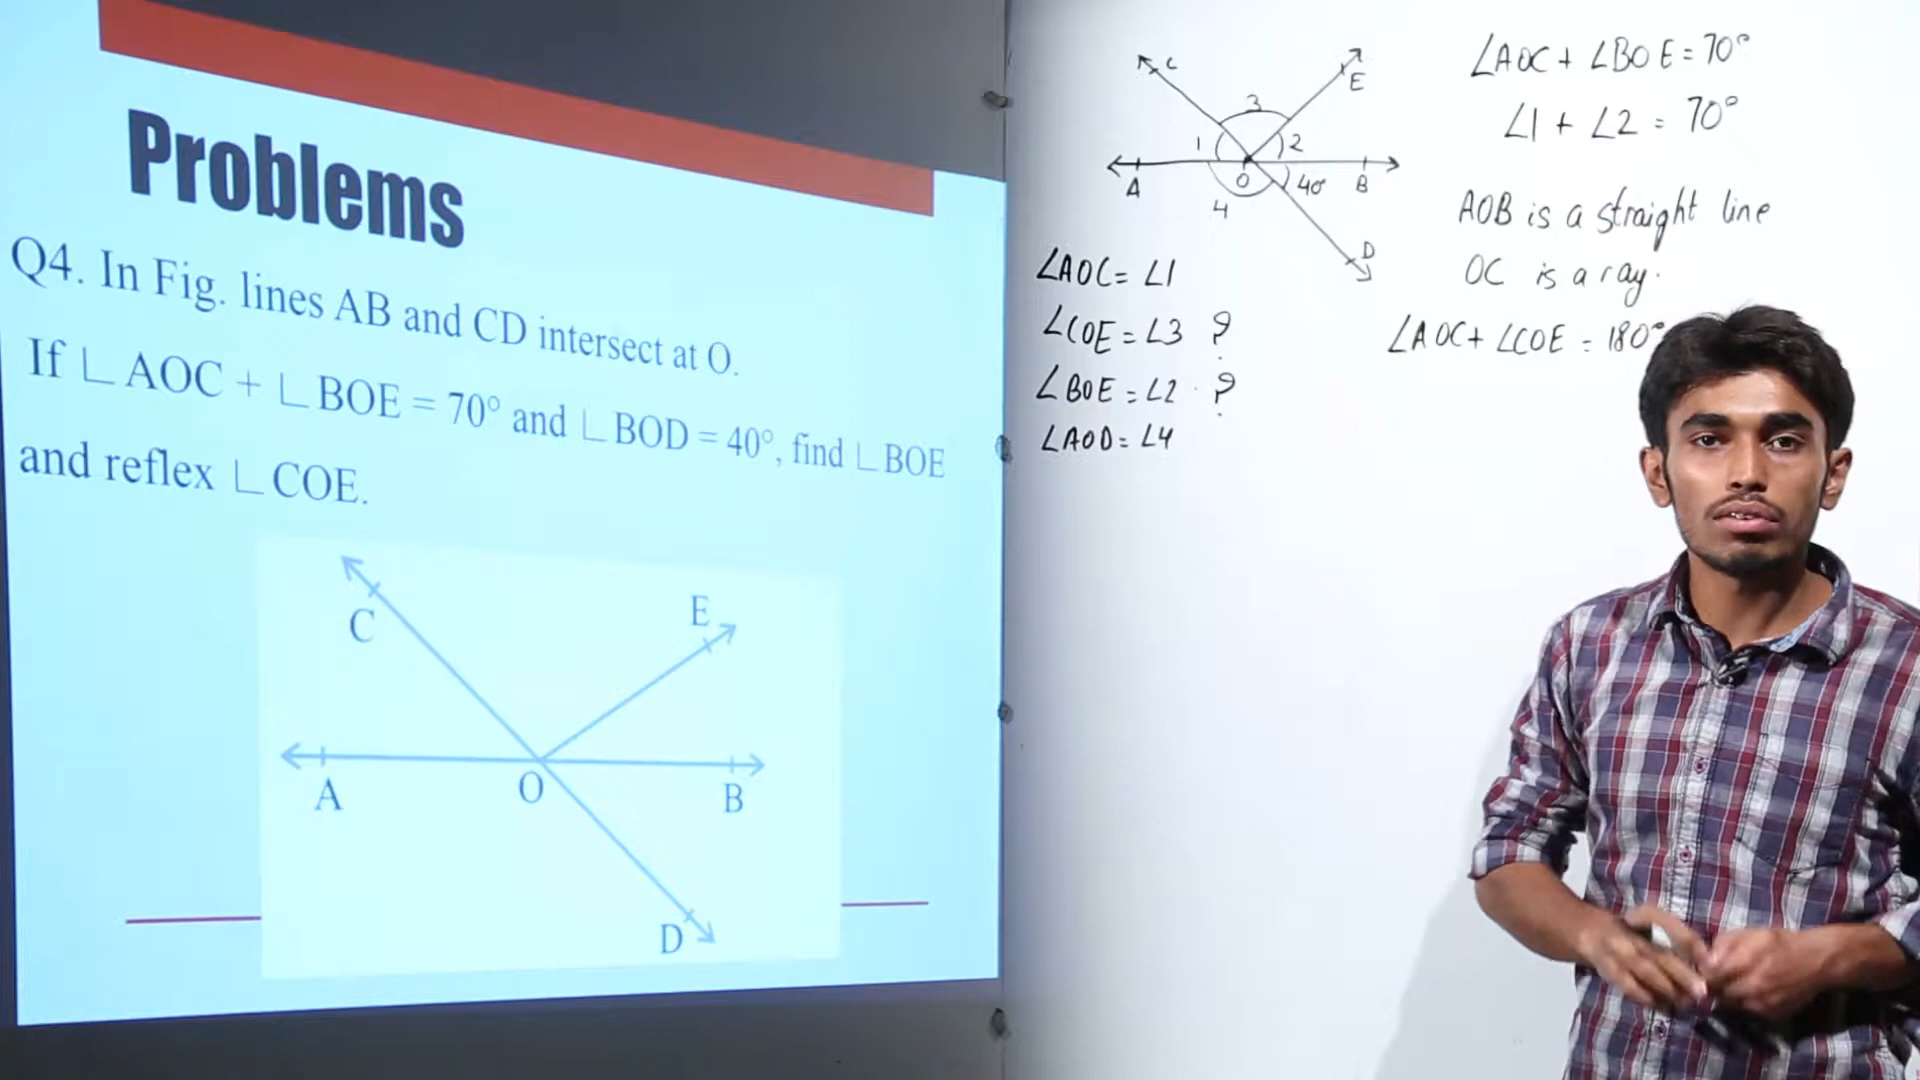 Problems
Q4. In Fig. lines AB and CD intersect at O.
If ∟AOC + ∟BOE = 70° and ∟BOD = 40°, find ∟BOE
and reflex ∟COE.
C
E
A
O
B
D
C
E
3
1
2
A
O
40°
B
4
D
∠AOC = ∠1
∠COE = ∠3 ?
∠BOE = ∠2 . ?
∠AOD = ∠4
∠AOC + ∠BOE = 70°
∠1 + ∠2 = 70°
AOB is a straight line
OC is a ray.
∠AOC + ∠COE = 180°